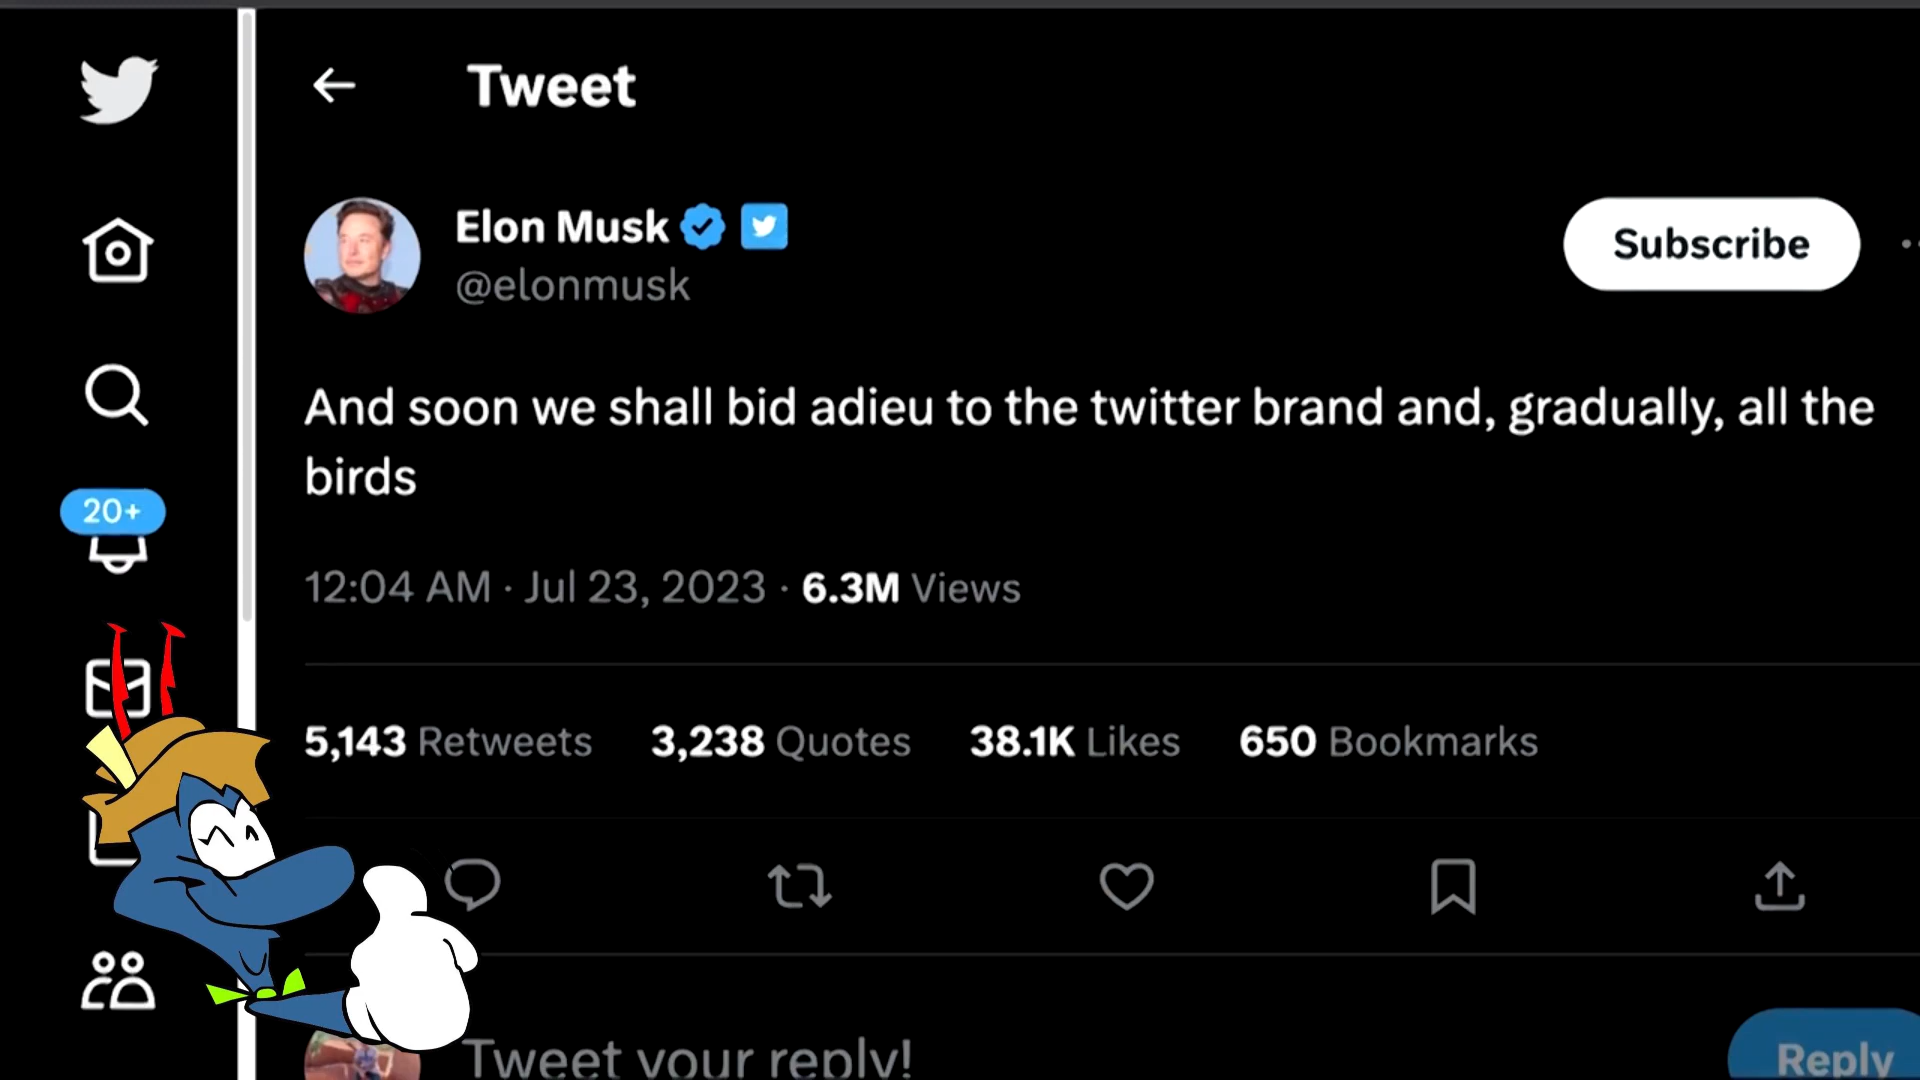 Tweet
Elon Musk
@elonmusk
Subscribe
And soon we shall bid adieu to the twitter brand and, gradually, all the
birds
12:04 AM · Jul 23, 2023 · 6.3M Views
20+
5,143 Retweets 3,238 Quotes 38.1K Likes 650 Bookmarks
Tweet your reply!
Reply